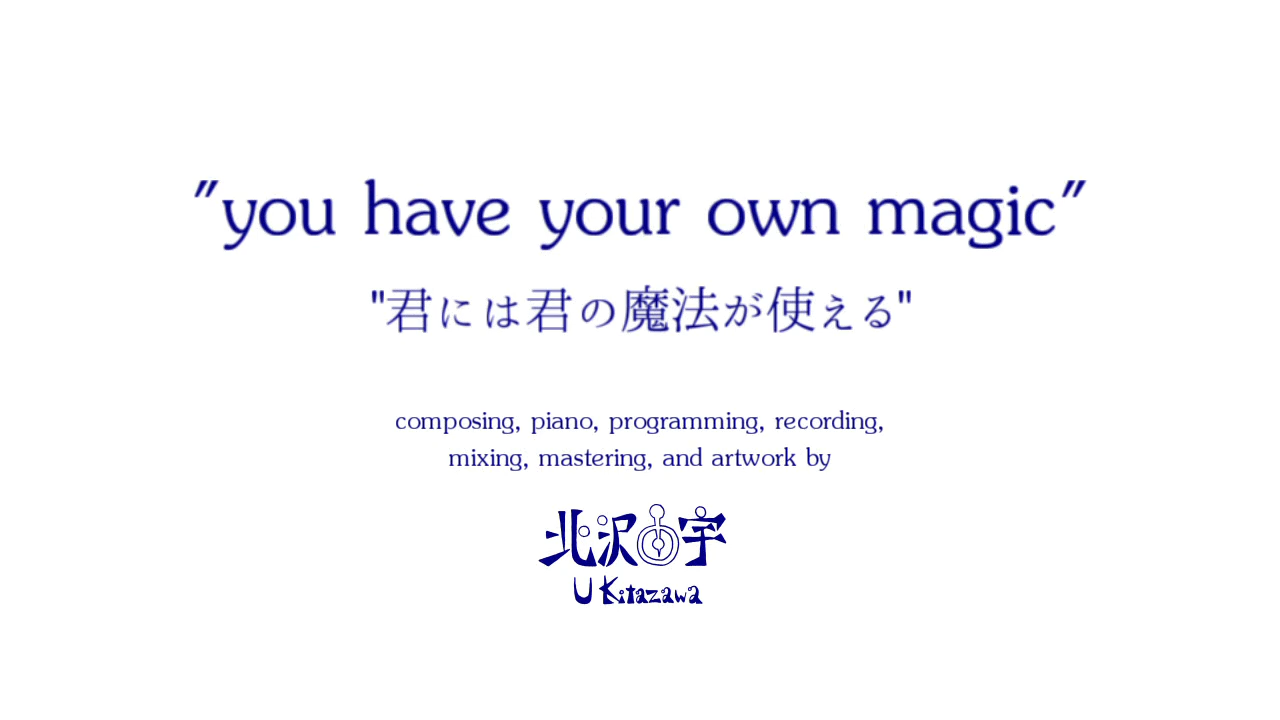 ”you have your own magic”
"君には君の魔法が使える"
composing, piano, programming, recording,
mixing, mastering, and artwork by
北沢宇
U Kitazawa